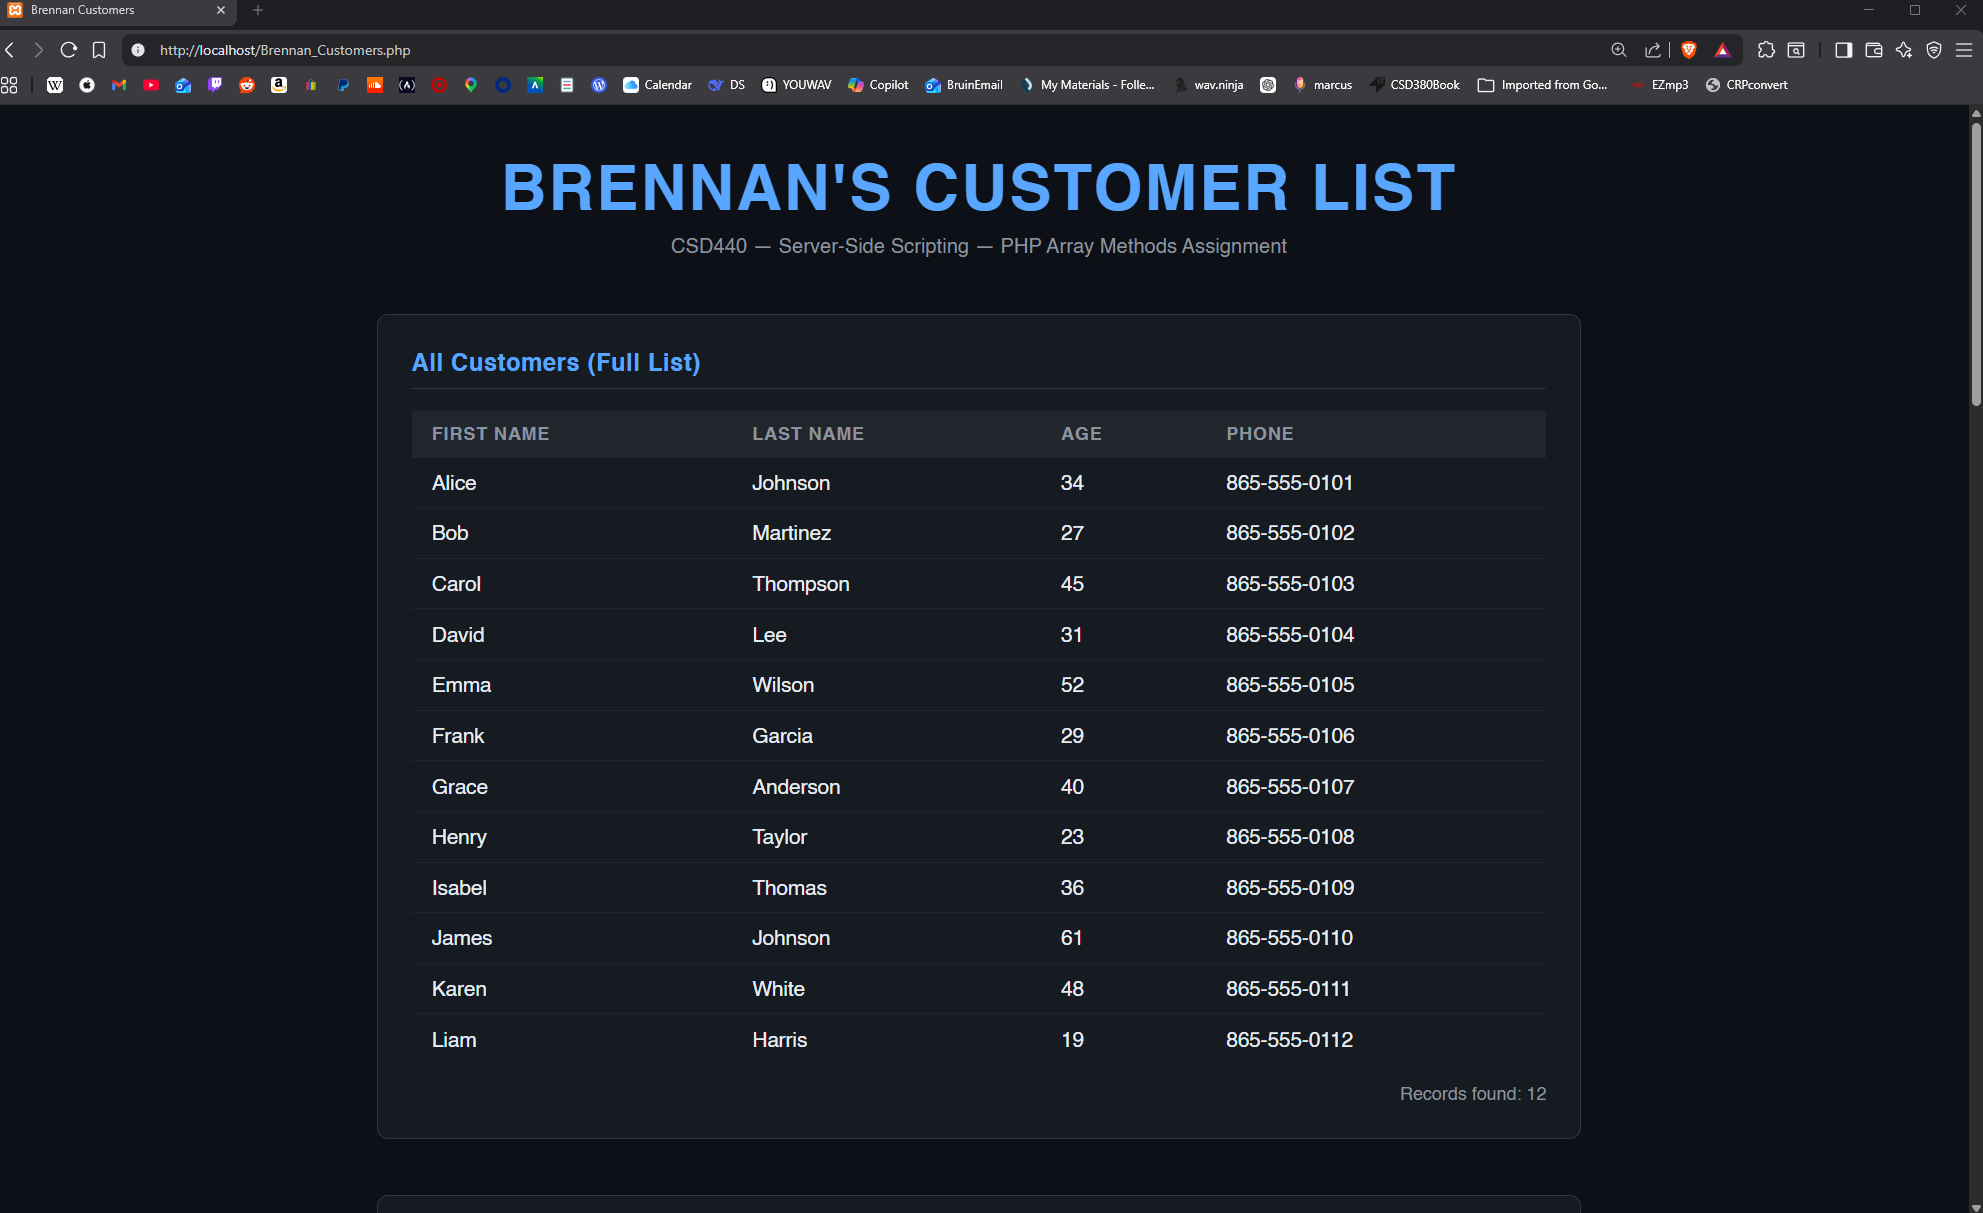 Brennan Customers
http://localhost/Brennan_Customers.php
Calendar DS YOUWAV Copilot BruinEmail My Materials - Folle... wav.ninja marcus CSD380Book Imported from Go... EZmp3 CRPconvert
BRENNAN'S CUSTOMER LIST
CSD440 — Server-Side Scripting — PHP Array Methods Assignment
All Customers (Full List)
FIRST NAME LAST NAME AGE PHONE
Alice Johnson 34 865-555-0101
Bob Martinez 27 865-555-0102
Carol Thompson 45 865-555-0103
David Lee 31 865-555-0104
Emma Wilson 52 865-555-0105
Frank Garcia 29 865-555-0106
Grace Anderson 40 865-555-0107
Henry Taylor 23 865-555-0108
Isabel Thomas 36 865-555-0109
James Johnson 61 865-555-0110
Karen White 48 865-555-0111
Liam Harris 19 865-555-0112
Records found: 12